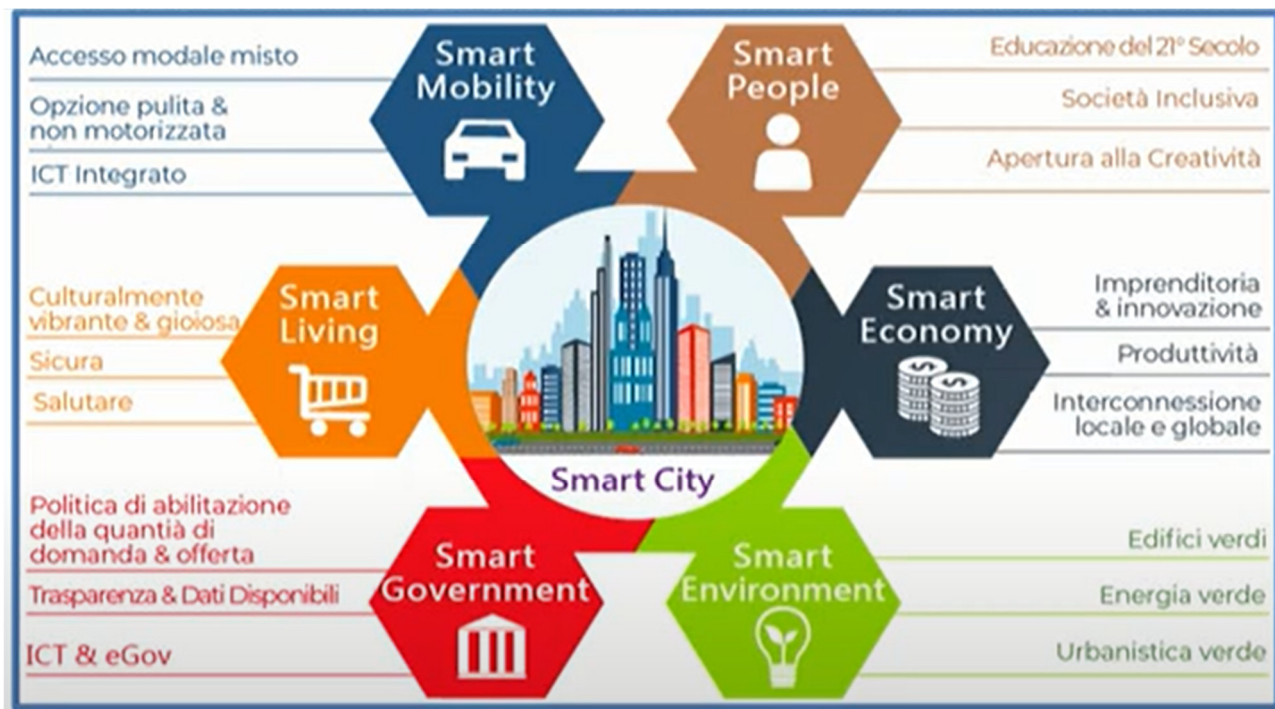 Smart
Mobility
Accesso modale misto
Opzione pulita &
non motorizzata
ICT Integrato
Smart
People
Educazione del 21° Secolo
Società Inclusiva
Apertura alla Creatività
Smart
Living
Culturalmente
vibrante & gioiosa
Sicura
Salutare
Smart
Economy
Imprenditoria
& innovazione
Produttività
Interconnessione
locale e globale
Smart City
Smart
Government
Politica di abilitazione
della quantià di
domanda & offerta
Trasparenza & Dati Disponibili
ICT & eGov
Smart
Environment
Edifici verdi
Energia verde
Urbanistica verde